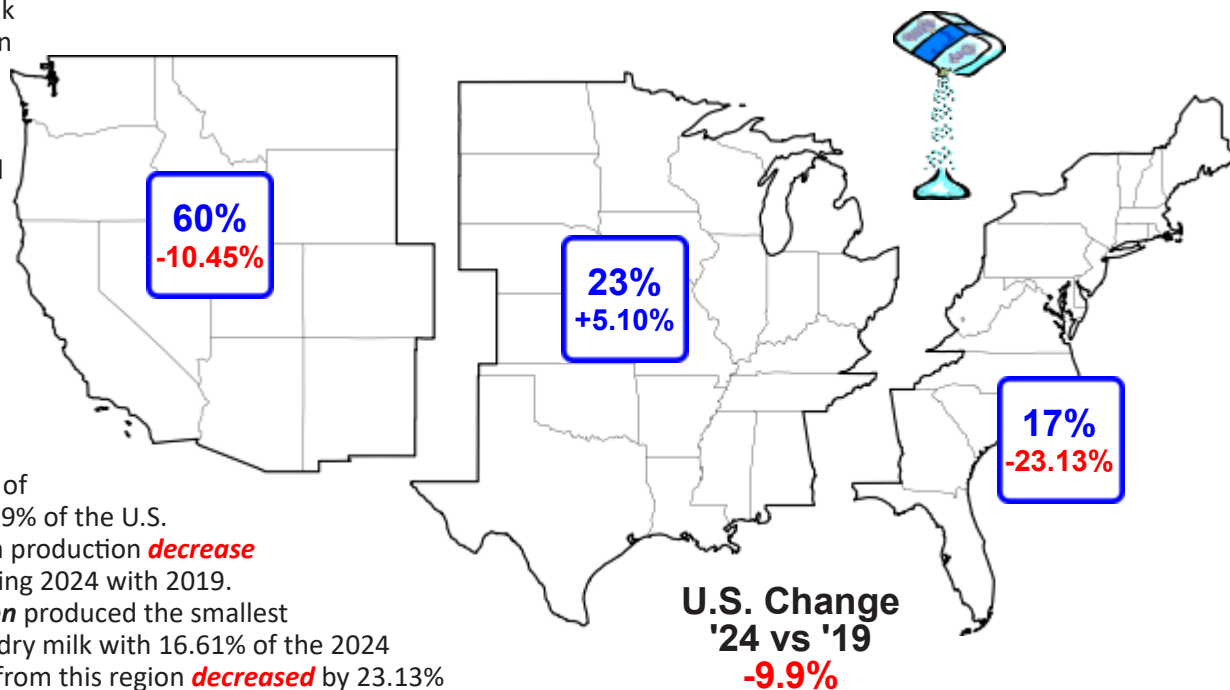 k
n
60%
-10.45%
23%
+5.10%
17%
-23.13%
of
9% of the U.S.
production decrease
ing 2024 with 2019.
on produced the smallest
dry milk with 16.61% of the 2024
from this region decreased by 23.13%
U.S. Change
'24 vs '19
-9.9%